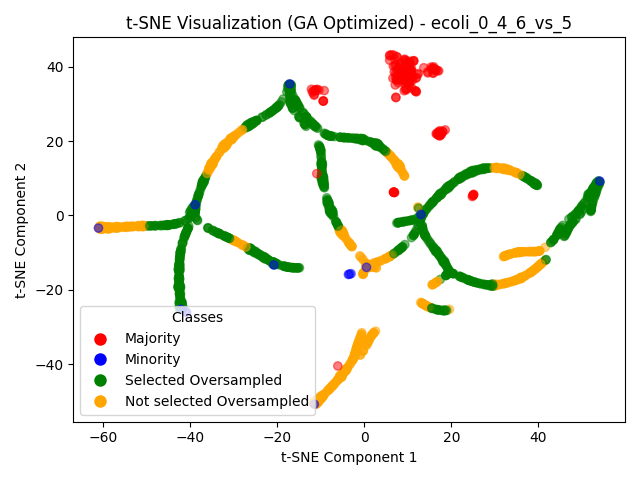 t-SNE Visualization (GA Optimized) - ecoli_0_4_6_vs_5
t-SNE Component 2
40
20
0
−20
−40
Classes
Majority
Minority
Selected Oversampled
Not selected Oversampled
−60
−40
−20
0
20
40
t-SNE Component 1